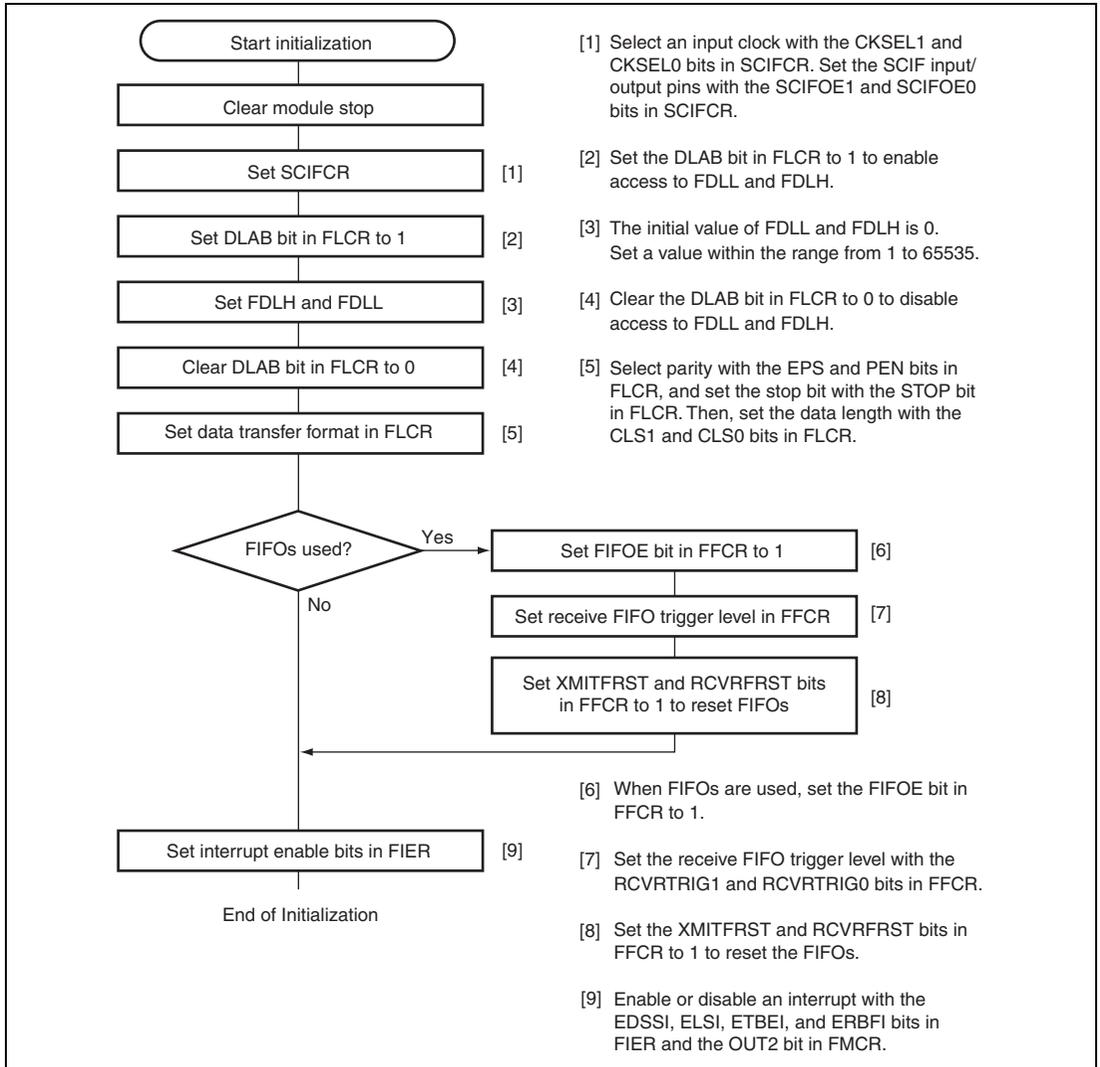 Start initialization
Clear module stop
Set SCIFCR
[1]
Set DLAB bit in FLCR to 1
[2]
Set FDLH and FDLL
[3]
Clear DLAB bit in FLCR to 0
[4]
Set data transfer format in FLCR
[5]
[1] Select an input clock with the CKSEL1 and
CKSEL0 bits in SCIFCR. Set the SCIF input/
output pins with the SCIFOE1 and SCIFOE0
bits in SCIFCR.
[2] Set the DLAB bit in FLCR to 1 to enable
access to FDLL and FDLH.
[3] The initial value of FDLL and FDLH is 0.
Set a value within the range from 1 to 65535.
[4] Clear the DLAB bit in FLCR to 0 to disable
access to FDLL and FDLH.
[5] Select parity with the EPS and PEN bits in
FLCR, and set the stop bit with the STOP bit
in FLCR. Then, set the data length with the
CLS1 and CLS0 bits in FLCR.
FIFOs used?
Yes
No
Set FIFOE bit in FFCR to 1
[6]
Set receive FIFO trigger level in FFCR
[7]
Set XMITFRST and RCVRFRST bits
in FFCR to 1 to reset FIFOs
[8]
Set interrupt enable bits in FIER
[9]
End of Initialization
[6] When FIFOs are used, set the FIFOE bit in
FFCR to 1.
[7] Set the receive FIFO trigger level with the
RCVRTRIG1 and RCVRTRIG0 bits in FFCR.
[8] Set the XMITFRST and RCVRFRST bits in
FFCR to 1 to reset the FIFOs.
[9] Enable or disable an interrupt with the
EDSSI, ELSI, ETBEI, and ERBFI bits in
FIER and the OUT2 bit in FMCR.